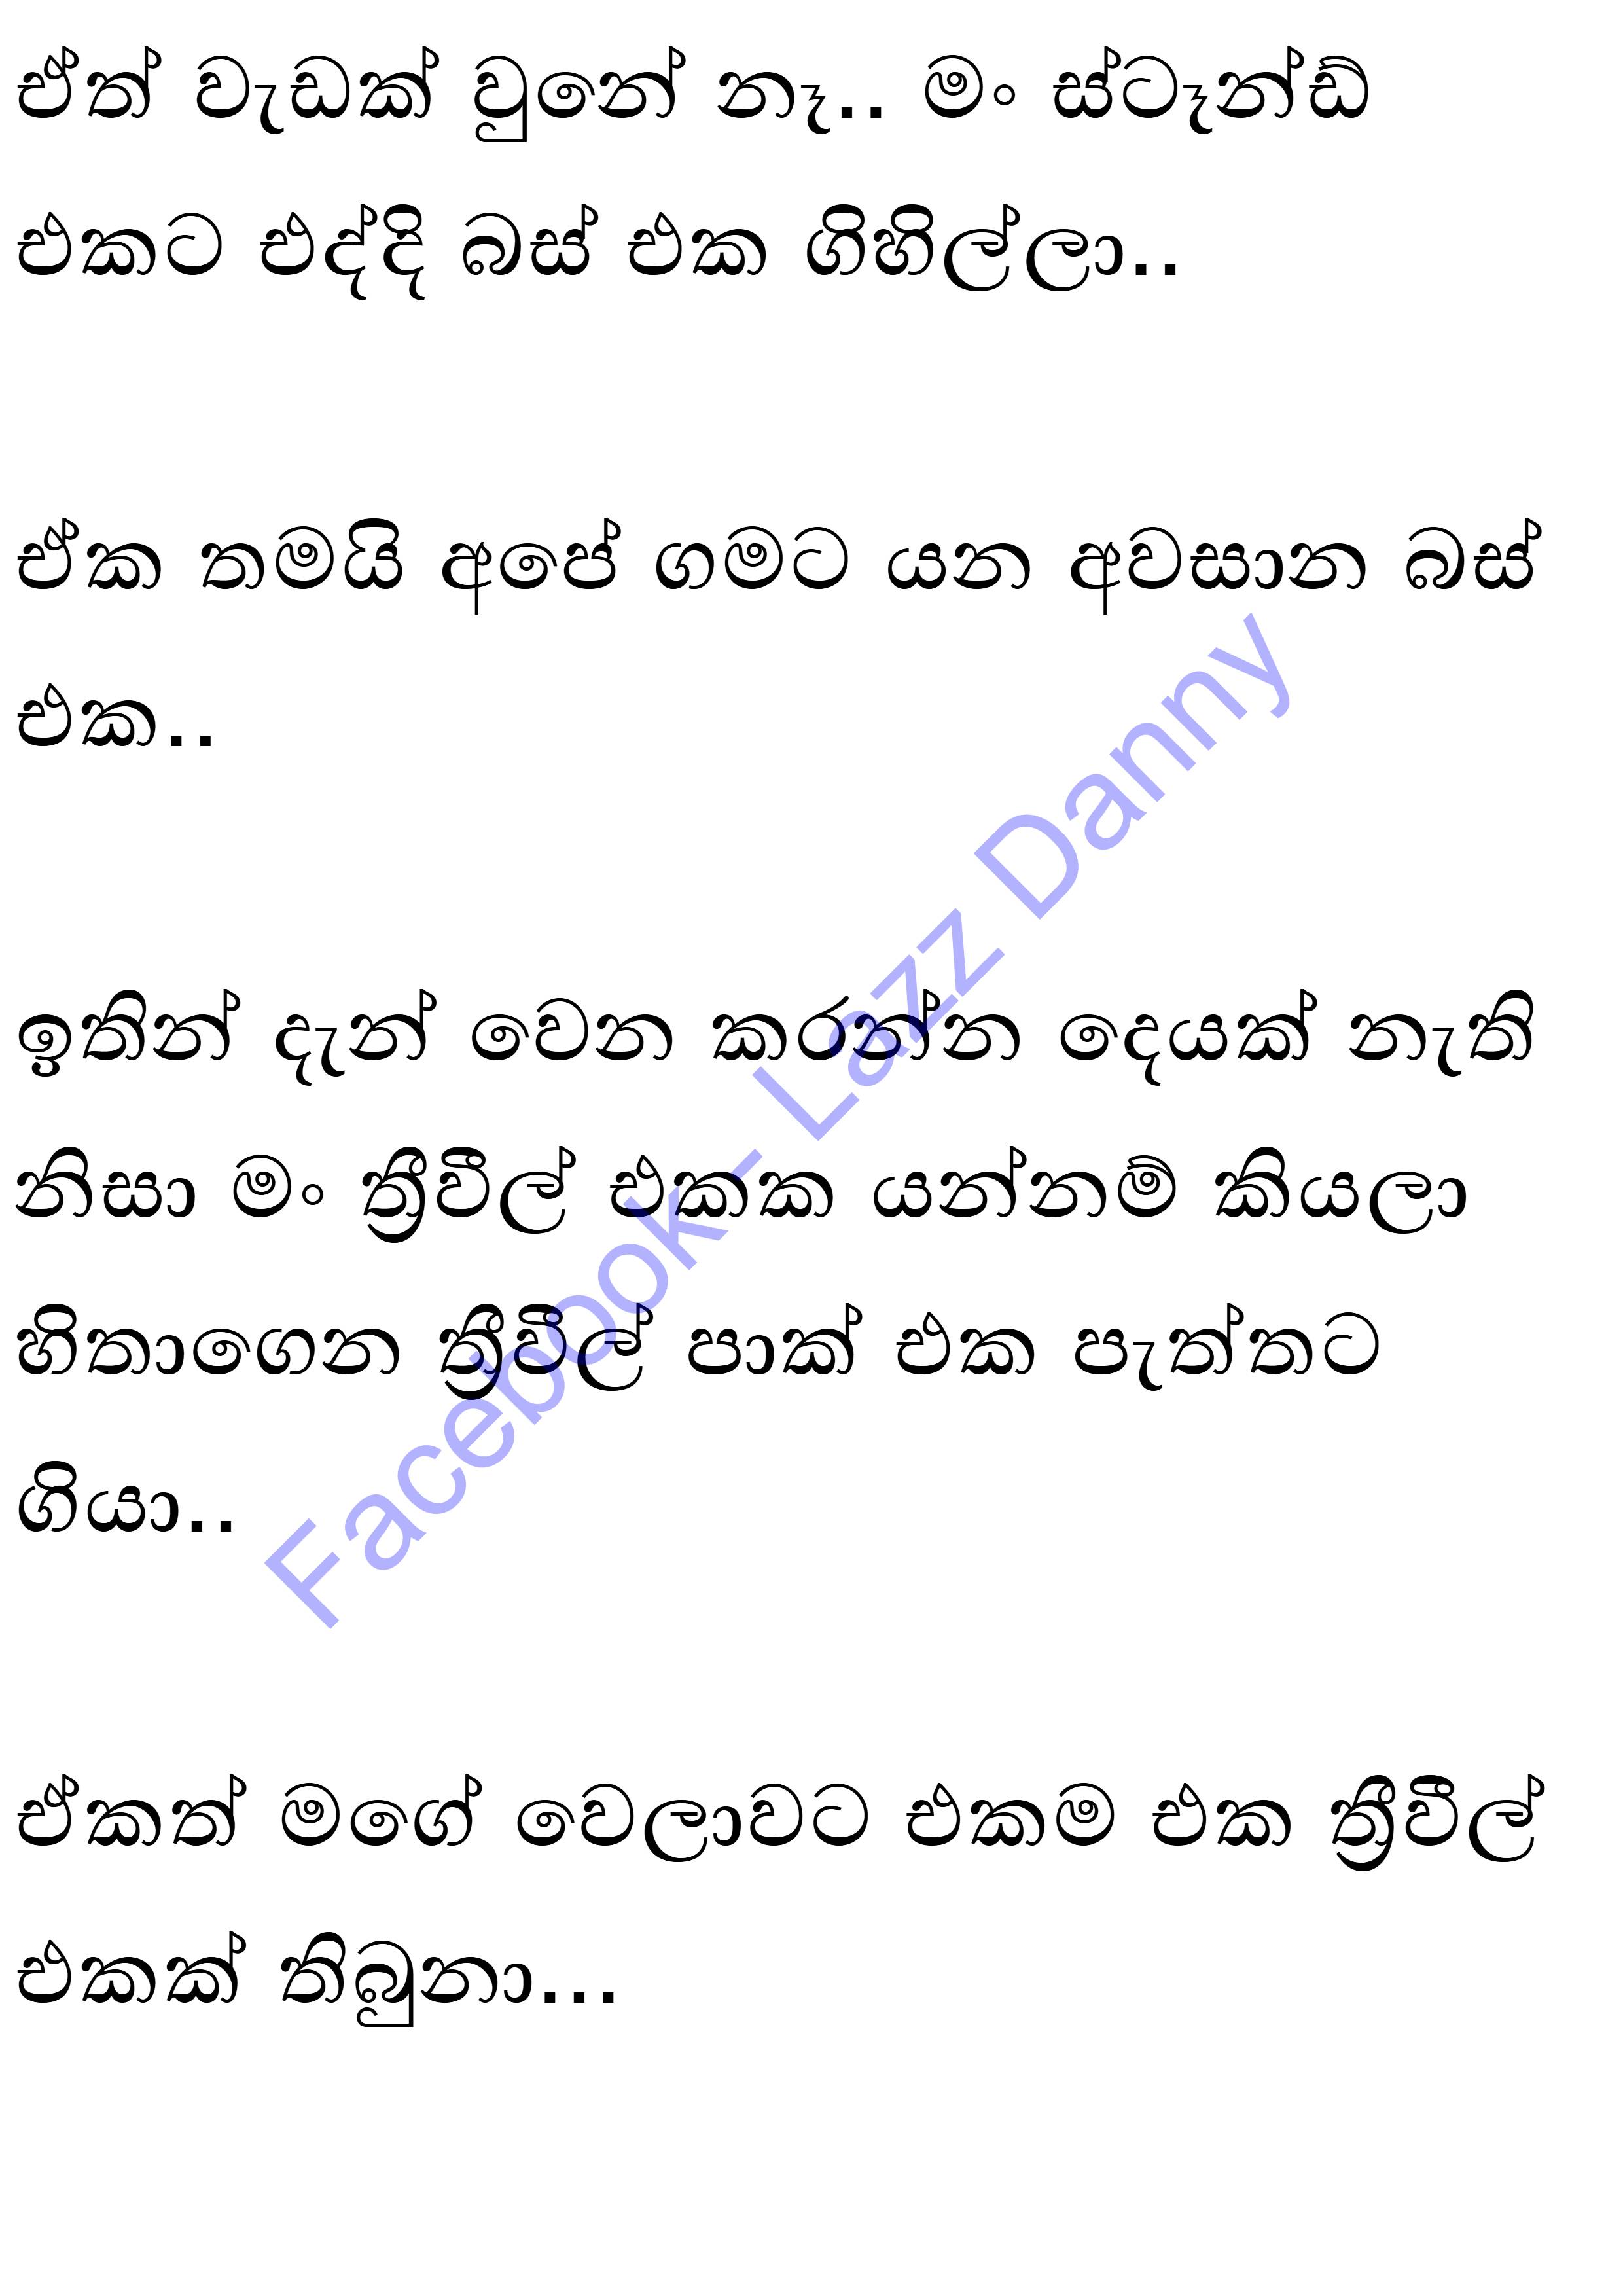 ඒත් වැඩක් වුනේ නෑ.. මං ස්ටෑන්ඩ්
එකට එද්දි බස් එක ගිහිල්ලා..
ඒක තමයි අපේ ගමට යන අවසාන බස්
එක..
ඉතින් දැන් වෙන කරන්න දෙයක් නැති
නිසා මං ත්‍රීවීල් එකක යන්නම් කියලා
හිතාගෙන ත්‍රීවීල් පාක් එක පැත්තට
ගියා..
ඒකත් මගේ වෙලාවට එකම එක ත්‍රීවීල්
එකක් තිබුනා...
Facebook- Lazz Danny